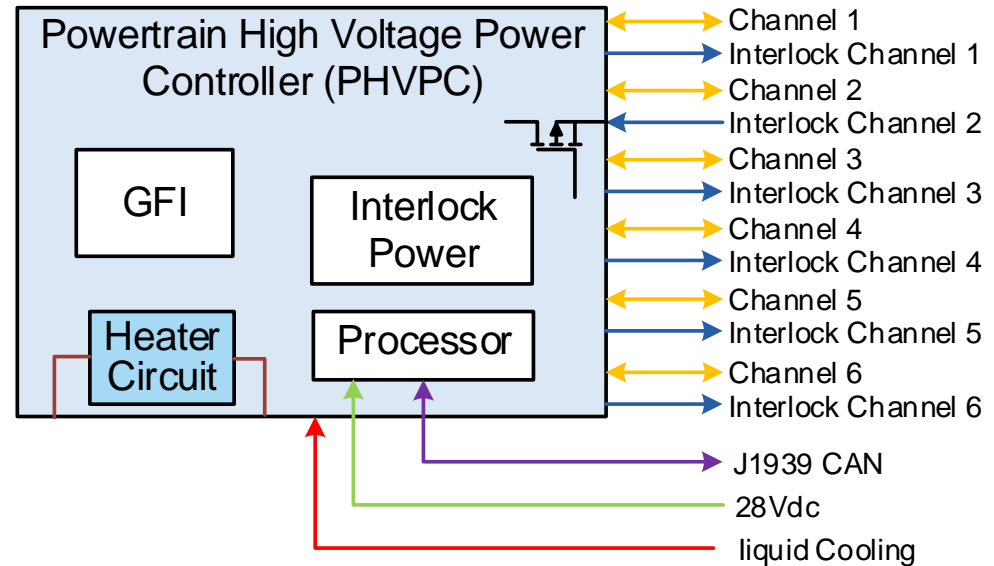 Powertrain High Voltage Power
Controller (PHVPC)
GFI
Interlock
Power
Heater
Circuit
Processor
Channel 1
Interlock Channel 1
Channel 2
Interlock Channel 2
Channel 3
Interlock Channel 3
Channel 4
Interlock Channel 4
Channel 5
Interlock Channel 5
Channel 6
Interlock Channel 6
J1939 CAN
28Vdc
liquid Cooling